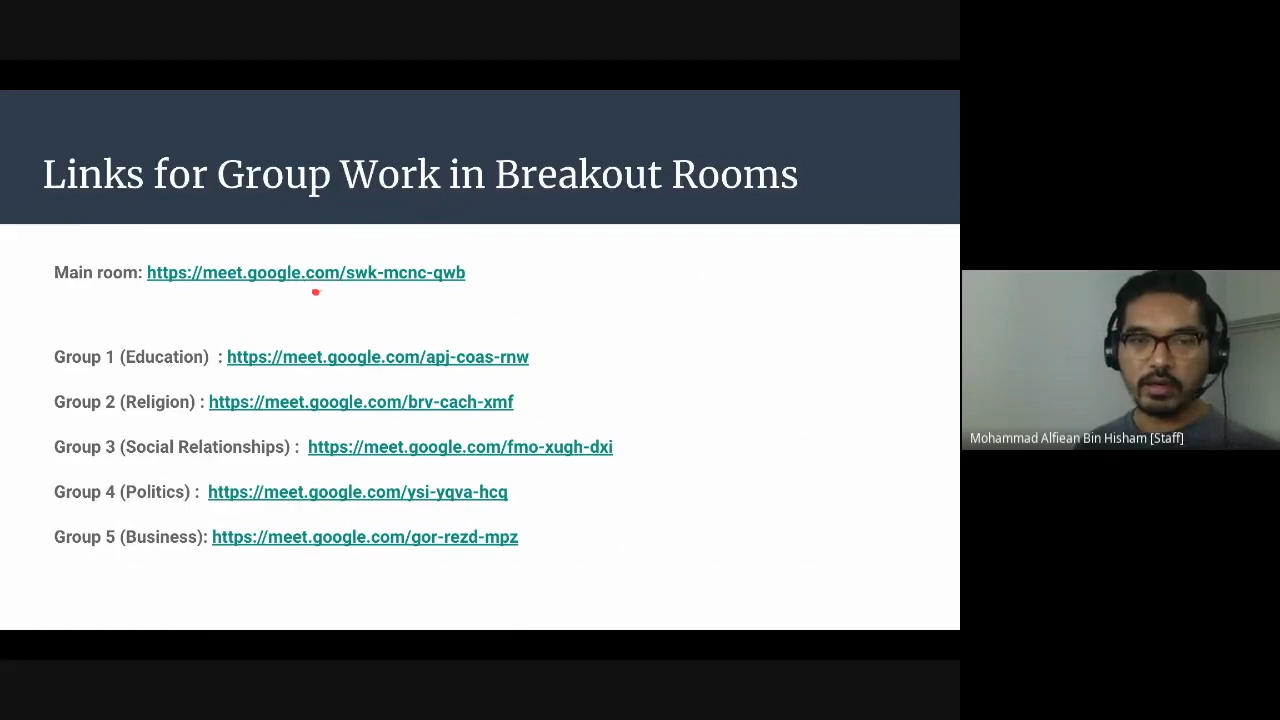 Links for Group Work in Breakout Rooms
Main room: https://meet.google.com/swk-mcnc-qwb
Group 1 (Education) : https://meet.google.com/apj-coas-rnw
Group 2 (Religion) : https://meet.google.com/brv-cach-xmf
Group 3 (Social Relationships) : https://meet.google.com/fmo-xugh-dxi
Group 4 (Politics) : https://meet.google.com/ysi-yqva-hcq
Group 5 (Business): https://meet.google.com/gor-rezd-mpz
Mohammad Alfiean Bin Hisham [Staff]